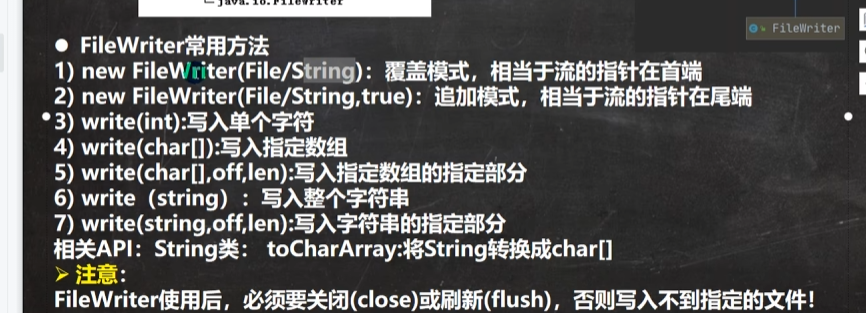 java.io.FileWriter
FileWriter
● FileWriter常用方法
1) new FileWriter(File/String)：覆盖模式，相当于流的指针在首端
2) new FileWriter(File/String,true)：追加模式，相当于流的指针在尾端
3) write(int):写入单个字符
4) write(char[]):写入指定数组
5) write(char[],off,len):写入指定数组的指定部分
6) write（string）：写入整个字符串
7) write(string,off,len):写入字符串的指定部分
相关API：String类： toCharArray:将String转换成char[]
➢ 注意：
FileWriter使用后，必须要关闭(close)或刷新(flush)，否则写入不到指定的文件！